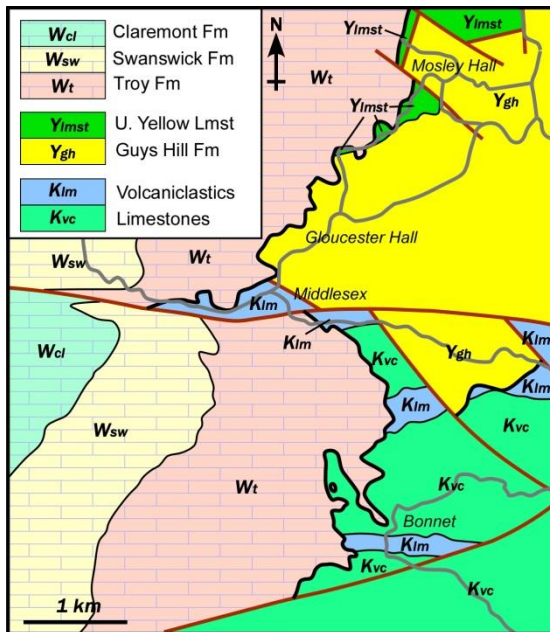 Wcl Claremont Fm
Wsw Swanswick Fm
Wt Troy Fm
Ylmst U. Yellow Lmst
Ygh Guys Hill Fm
Klm Volcaniclastics
Kvc Limestones
N
Ylmst
Ylmst
Mosley Hall
Wt
Ylmst
Ygh
Gloucester Hall
Wsw
Wt
Middlesex
Klm
Klm
Klm
Wcl
Kvc
Ygh
Klm
Klm
Wsw
Kvc
Wt
Kvc
Bonnet
Klm
Kvc
Kvc
1 km